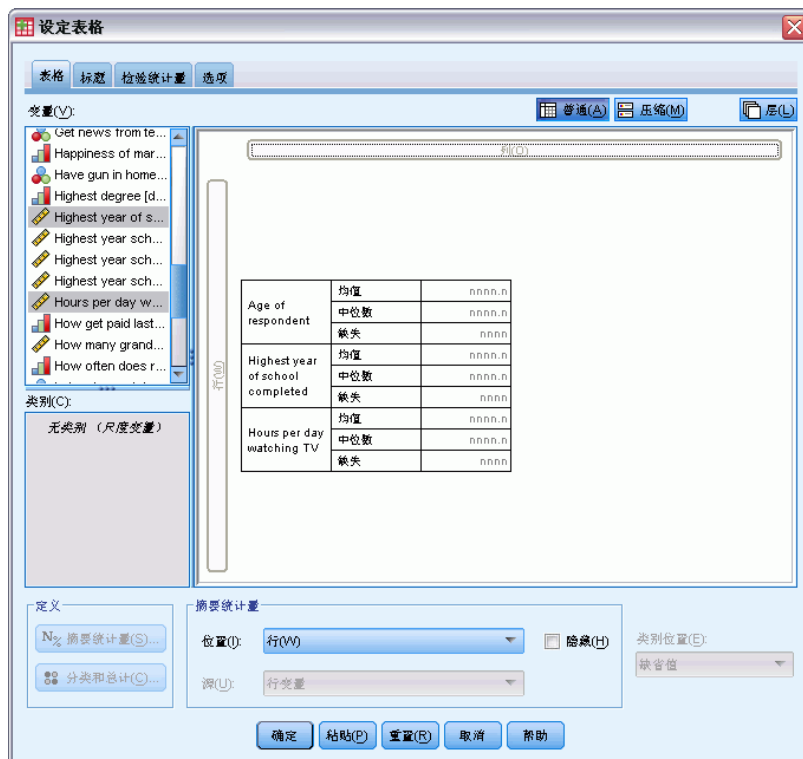 设定表格
表格 标题 检验统计量 选项
变量(V):
普通(A) 压缩(M) 层(L)
Get news from te...
Happiness of mar...
Have gun in home...
Highest degree [d...
Highest year of s...
Highest year sch...
Highest year sch...
Highest year sch...
Hours per day w...
How get paid last...
How many grand...
How often does r...
类别(C):
无类别 (尺度变量)
列(O)
行(W)
Age of respondent
均值 nnnn.n
中位数 nnnn.n
缺失 nnnn
Highest year of school completed
均值 nnnn.n
中位数 nnnn.n
缺失 nnnn
Hours per day watching TV
均值 nnnn.n
中位数 nnnn.n
缺失 nnnn
定义
N% 摘要统计量(S)...
分类和总计(C)...
摘要统计量
位置(I): 行(W) 隐藏(H)
源(U): 行变量
类别位置(E):
缺省值
确定 粘贴(P) 重置(R) 取消 帮助